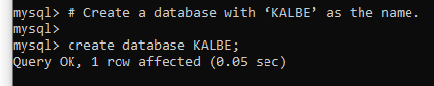 mysql> # Create a database with ‘KALBE’ as the name.
mysql>
mysql> create database KALBE;
Query OK, 1 row affected (0.05 sec)